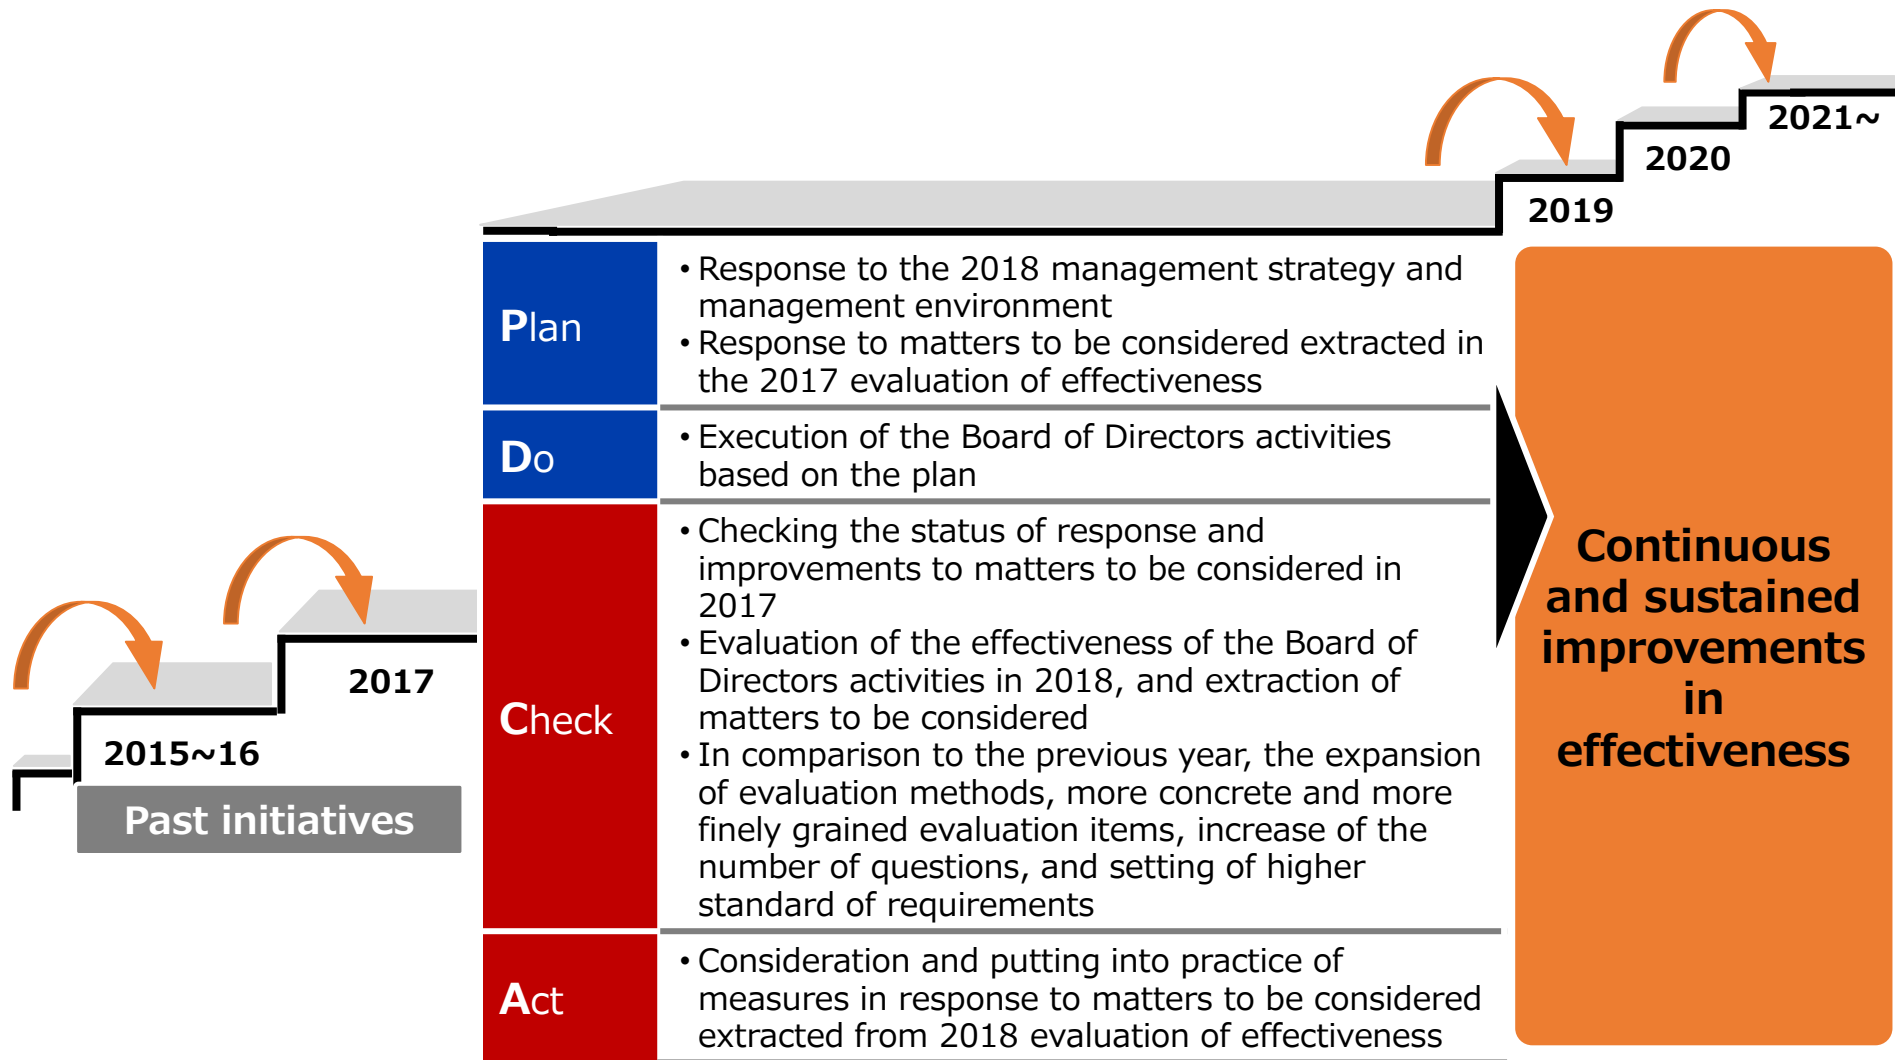 2021~
2020
2019
Plan
• Response to the 2018 management strategy and
management environment
• Response to matters to be considered extracted in
the 2017 evaluation of effectiveness
Do
• Execution of the Board of Directors activities
based on the plan
Check
• Checking the status of response and
improvements to matters to be considered in
2017
• Evaluation of the effectiveness of the Board of
Directors activities in 2018, and extraction of
matters to be considered
• In comparison to the previous year, the expansion
of evaluation methods, more concrete and more
finely grained evaluation items, increase of the
number of questions, and setting of higher
standard of requirements
Act
• Consideration and putting into practice of
measures in response to matters to be considered
extracted from 2018 evaluation of effectiveness
2017
2015~16
Past initiatives
Continuous
and sustained
improvements
in
effectiveness